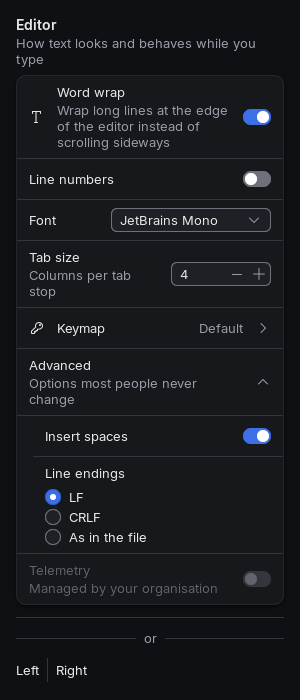 Editor
How text looks and behaves while you
type
Word wrap
Wrap long lines at the edge
of the editor instead of
scrolling sideways
Line numbers
Font
JetBrains Mono
Tab size
Columns per tab
stop
4
Keymap
Default
Advanced
Options most people never
change
Insert spaces
Line endings
LF
CRLF
As in the file
Telemetry
Managed by your organisation
or
Left
Right